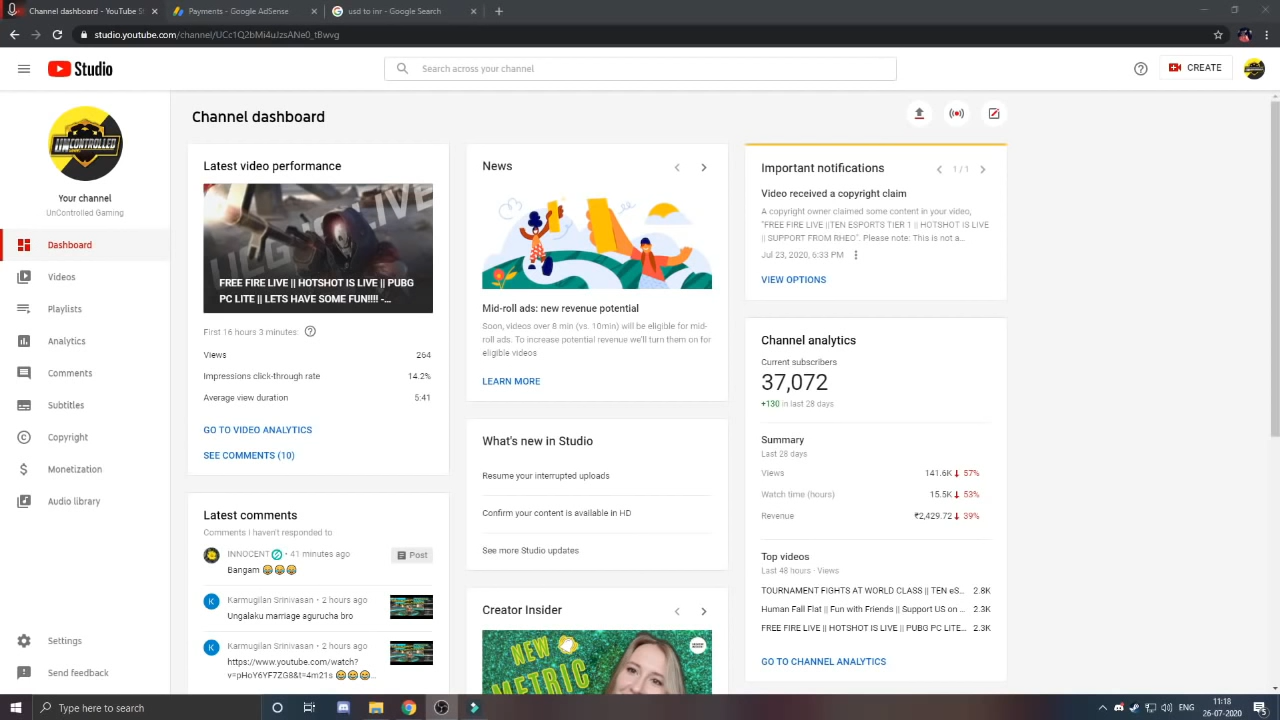 Channel dashboard - YouTube S
Payments - Google AdSense
usd to inr - Google Search
studio.youtube.com/channel/UCc1Q2bMi4uJzsANe0_tBwvg
Studio
Search across your channel
CREATE
UNCONTROLLED
Your channel
UnControlled Gaming
Dashboard
Videos
Playlists
Analytics
Comments
Subtitles
Copyright
Monetization
Audio library
Settings
Send feedback
Channel dashboard
Latest video performance
LIVE
FREE FIRE LIVE || HOTSHOT IS LIVE || PUBG
PC LITE || LETS HAVE SOME FUN!!!! -...
First 16 hours 3 minutes:
Views 264
Impressions click-through rate 14.2%
Average view duration 5:41
GO TO VIDEO ANALYTICS
SEE COMMENTS (10)
Latest comments
Comments I haven't responded to
INNOCENT • 41 minutes ago
Post
Bangam 😂😂😂
K
Karmugilan Srinivasan • 2 hours ago
Ungalaku marriage agurucha bro
K
Karmugilan Srinivasan • 2 hours ago
https://www.youtube.com/watch?
v=pHoY6YF7ZG8&t=4m21s 😂😂😂...
News
Mid-roll ads: new revenue potential
Soon, videos over 8 min (vs. 10min) will be eligible for mid-
roll ads. To increase potential revenue we'll turn them on for
eligible videos
LEARN MORE
What's new in Studio
Resume your interrupted uploads
Confirm your content is available in HD
See more Studio updates
Creator Insider
NEW
METRIC
Important notifications
1 / 1
Video received a copyright claim
A copyright owner claimed some content in your video,
"FREE FIRE LIVE ||TEN ESPORTS TIER 1 || HOTSHOT IS LIVE
|| SUPPORT FROM RHEO". Please note: This is not a...
Jul 23, 2020, 6:33 PM
VIEW OPTIONS
Channel analytics
Current subscribers
37,072
+130 in last 28 days
Summary
Last 28 days
Views 141.6K 57%
Watch time (hours) 15.5K 53%
Revenue ₹2,429.72 39%
Top videos
Last 48 hours · Views
TOURNAMENT FIGHTS AT WORLD CLASS || TEN eS... 2.8K
Human Fall Flat || Fun with Friends || Support US on ... 2.3K
FREE FIRE LIVE || HOTSHOT IS LIVE || PUBG PC LITE... 2.3K
GO TO CHANNEL ANALYTICS
Type here to search
ENG
11:18
26-07-2020